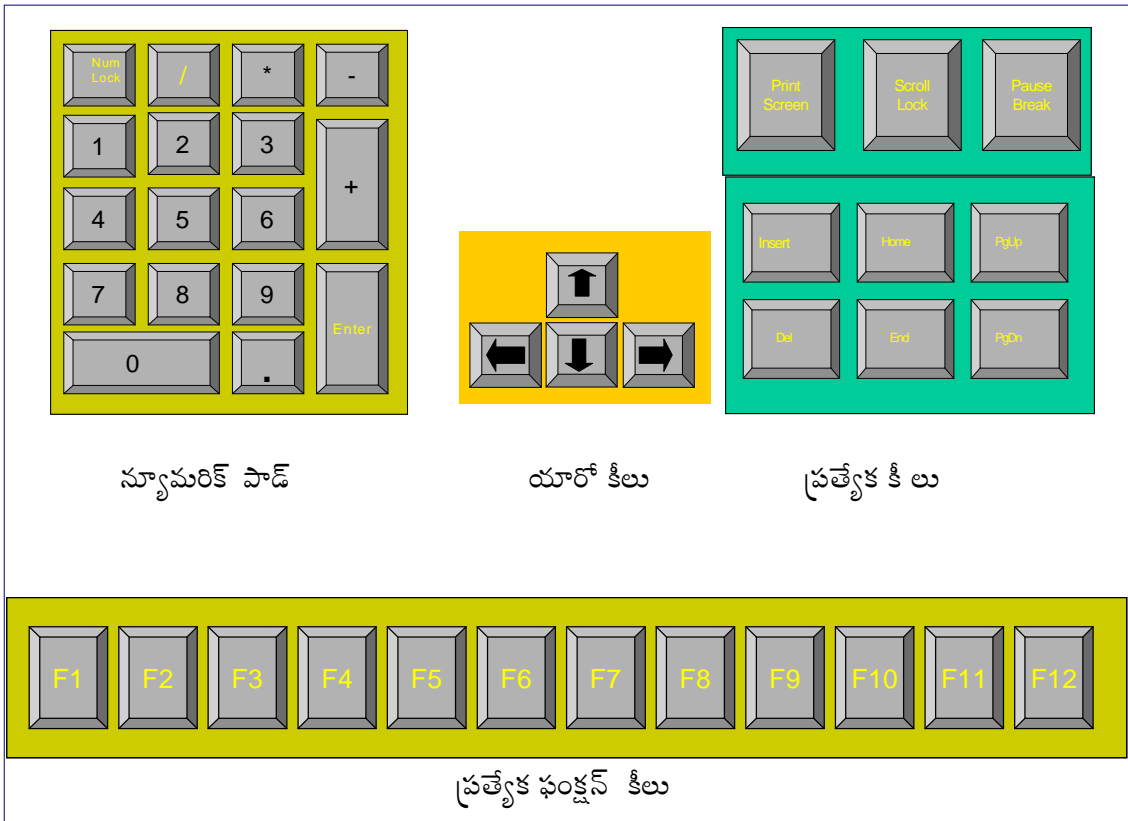 Num
Lock
/
*
-
1
2
3
+
4
5
6
7
8
9
Enter
0
.
Print
Screen
Scroll
Lock
Pause
Break
Insert
Home
PgUp
Del
End
PgDn
న్యూమరిక్ పాడ్
యారో కీలు
ప్రత్యేక కీ లు
F1 F2 F3 F4 F5 F6 F7 F8 F9 F10 F11 F12
ప్రత్యేక ఫంక్షన్ కీలు